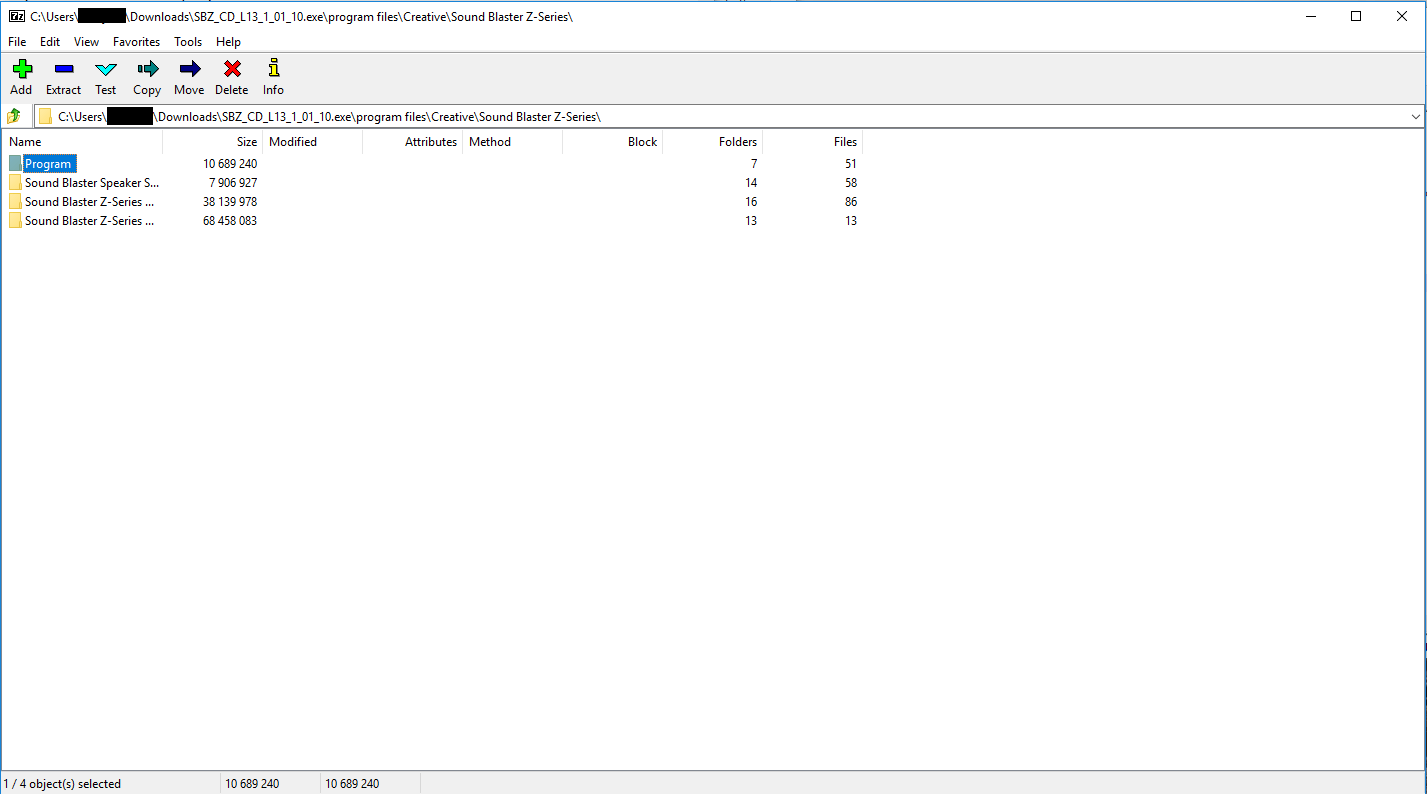 7z C:\Users\ \Downloads\SBZ_CD_L13_1_01_10.exe\program files\Creative\Sound Blaster Z-Series\
File Edit View Favorites Tools Help
Add Extract Test Copy Move Delete Info
C:\Users\ \Downloads\SBZ_CD_L13_1_01_10.exe\program files\Creative\Sound Blaster Z-Series\
Name Size Modified Attributes Method Block Folders Files
Program 10 689 240 7 51
Sound Blaster Speaker S... 7 906 927 14 58
Sound Blaster Z-Series ... 38 139 978 16 86
Sound Blaster Z-Series ... 68 458 083 13 13
1 / 4 object(s) selected 10 689 240 10 689 240